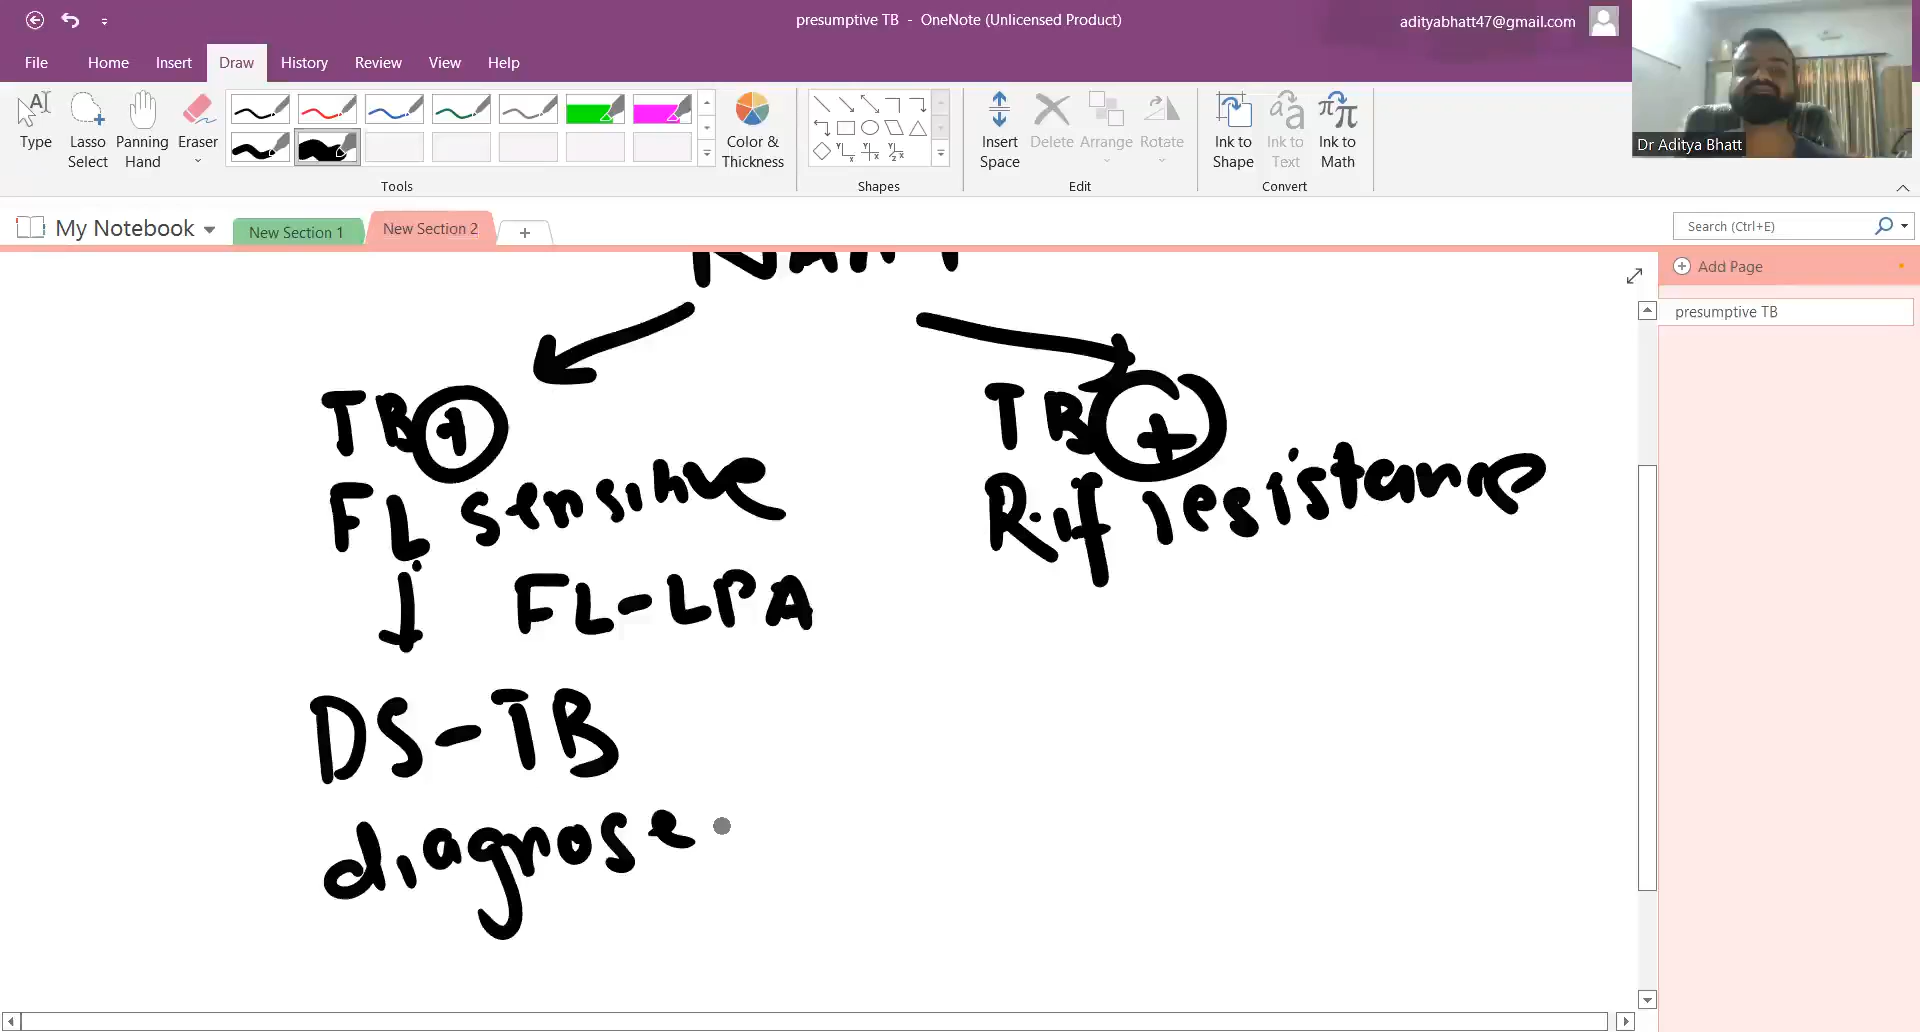 presumptive TB - OneNote (Unlicensed Product)
adityabhatt47@gmail.com
File Home Insert Draw History Review View Help
Type
Lasso Select
Panning Hand
Eraser
Color & Thickness
Insert Space
Delete
Arrange
Rotate
Ink to Shape
Ink to Text
Ink to Math
Tools Shapes Edit Convert
Dr Aditya Bhatt
My Notebook New Section 1 New Section 2
Search (Ctrl+E)
Add Page
presumptive TB
TB +
FL sensitive
FL-LPA
DS-TB
diagnose
TB +
Rif resistance